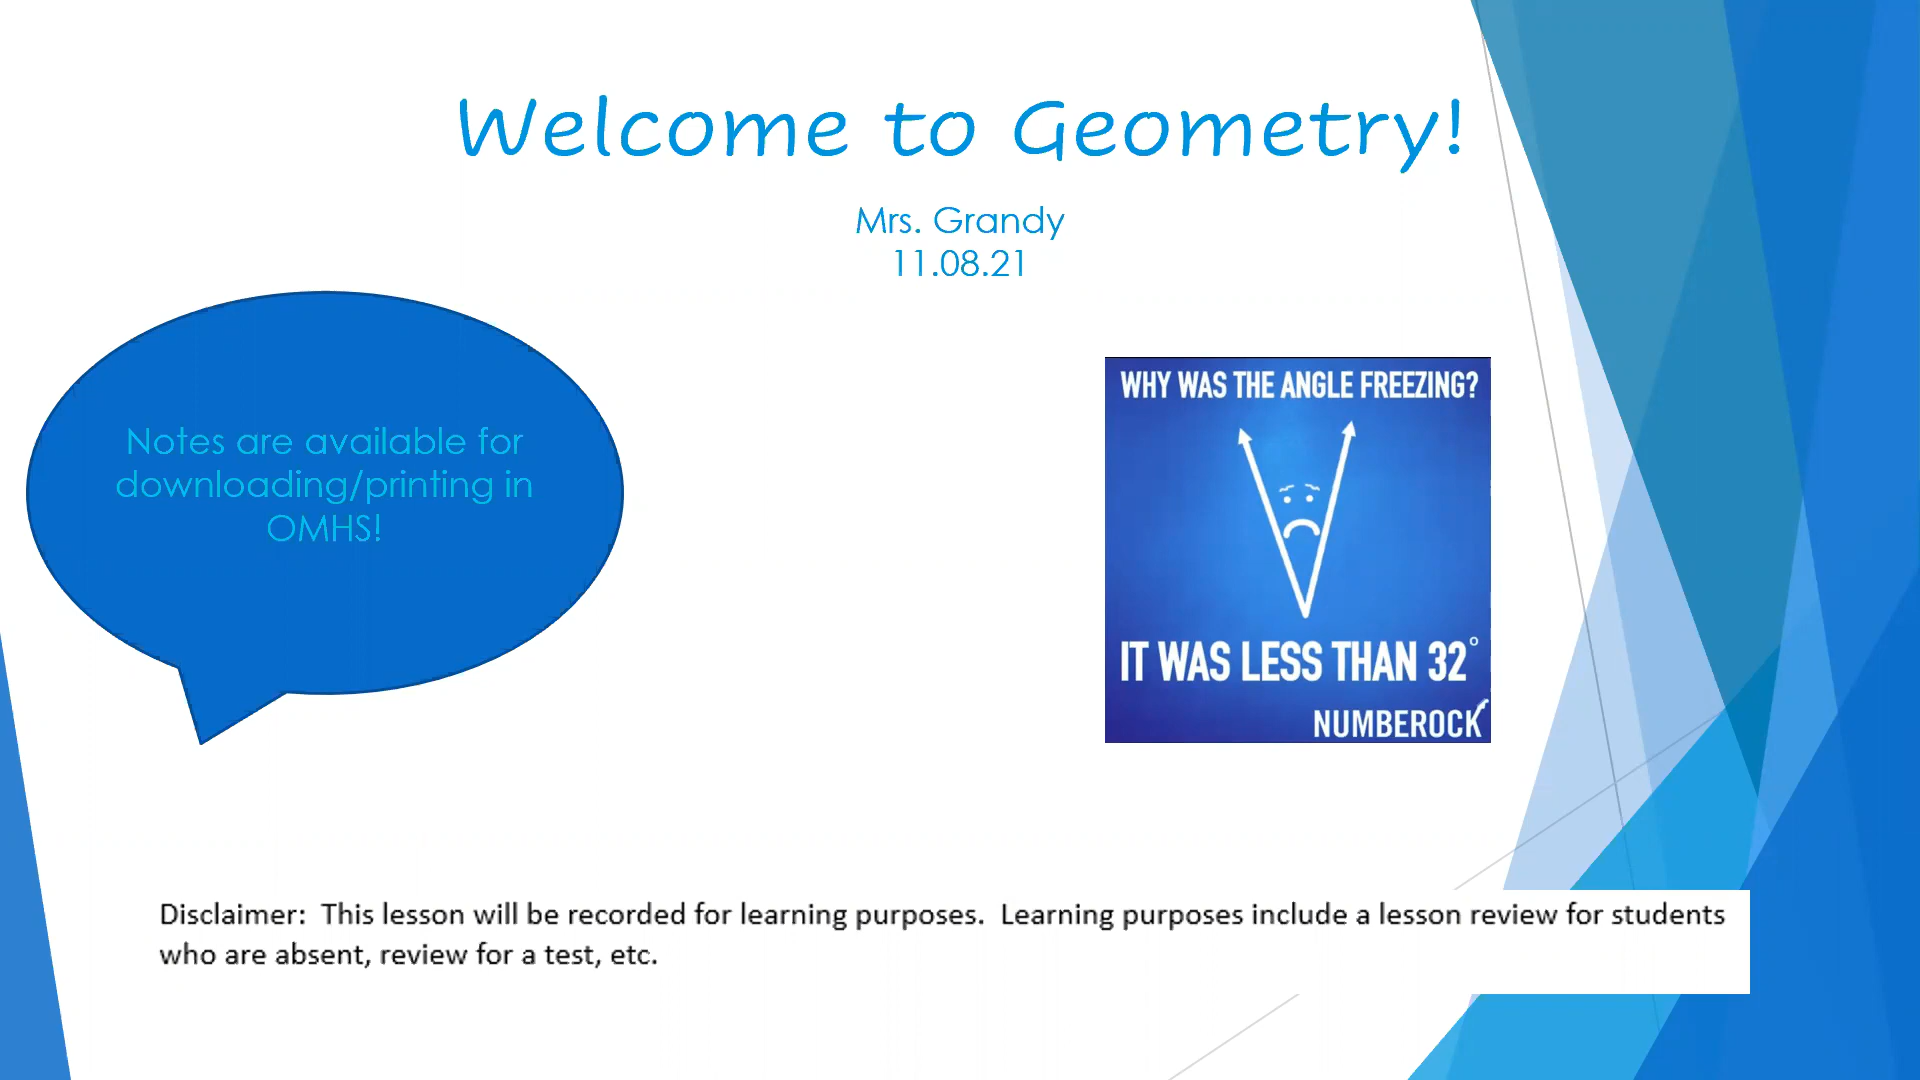 Welcome to Geometry!
Mrs. Grandy
11.08.21
Notes are available for
downloading/printing in
OMHS!
WHY WAS THE ANGLE FREEZING?
IT WAS LESS THAN 32°
NUMBEROCK
Disclaimer:  This lesson will be recorded for learning purposes.  Learning purposes include a lesson review for students
who are absent, review for a test, etc.